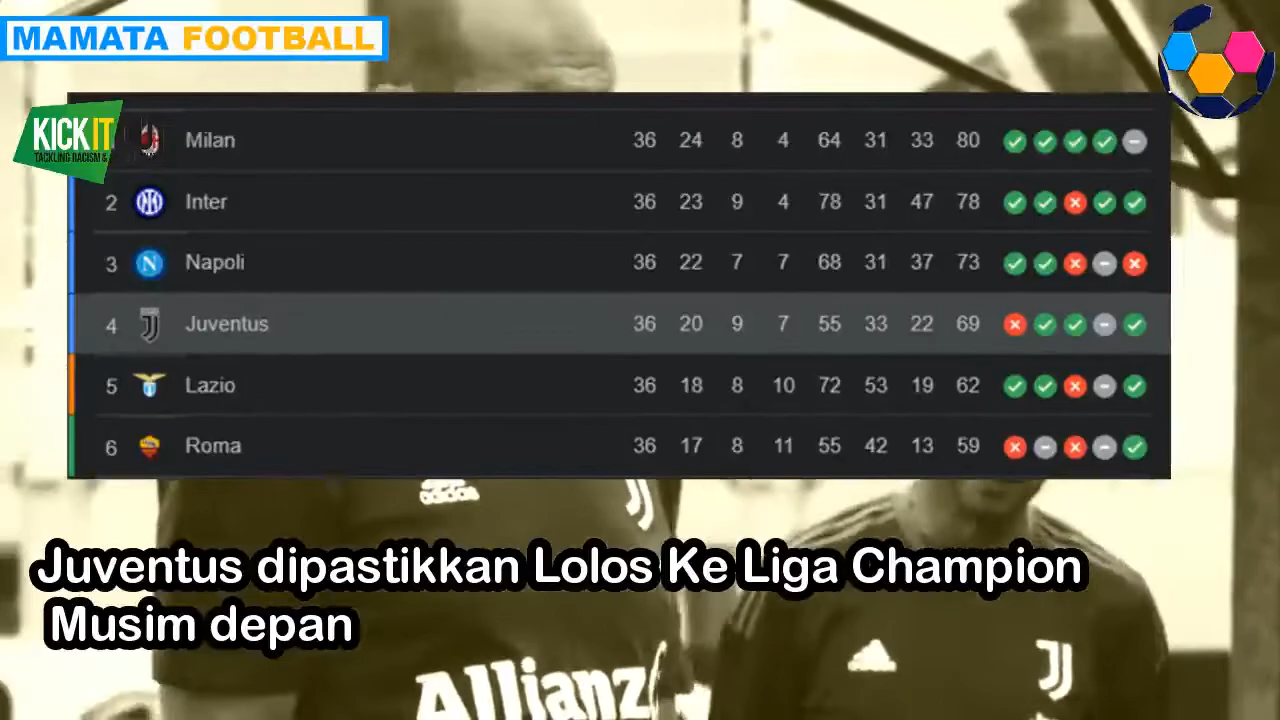 MAMATA FOOTBALL
KICK IT
TACKLING RACISM &
Milan 36 24 8 4 64 31 33 80
2 Inter 36 23 9 4 78 31 47 78
3 N Napoli 36 22 7 7 68 31 37 73
4 J Juventus 36 20 9 7 55 33 22 69
5 Lazio 36 18 8 10 72 53 19 62
6 Roma 36 17 8 11 55 42 13 59
adidas
Juventus dipastikkan Lolos Ke Liga Champion
Musim depan
Allianz